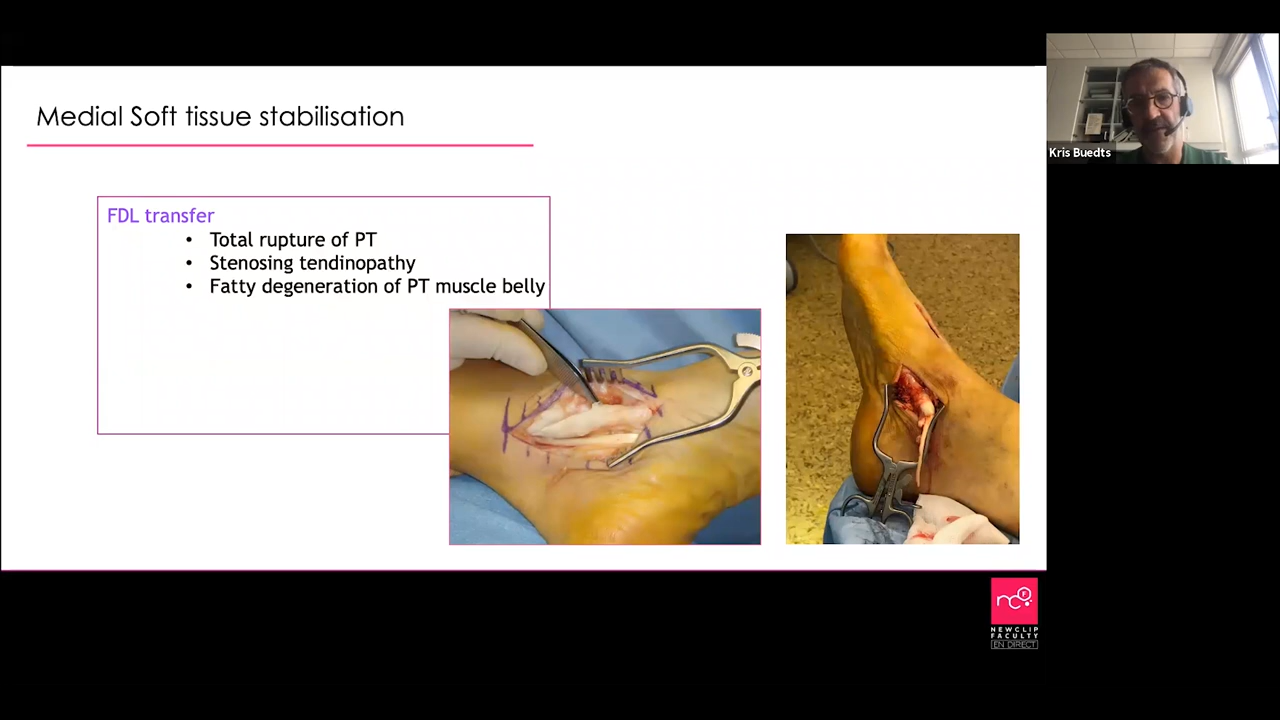 Medial Soft tissue stabilisation
Kris Buedts
FDL transfer
• Total rupture of PT
• Stenosing tendinopathy
• Fatty degeneration of PT muscle belly
nc F
NEWCLIP
FACULTY
EN DIRECT